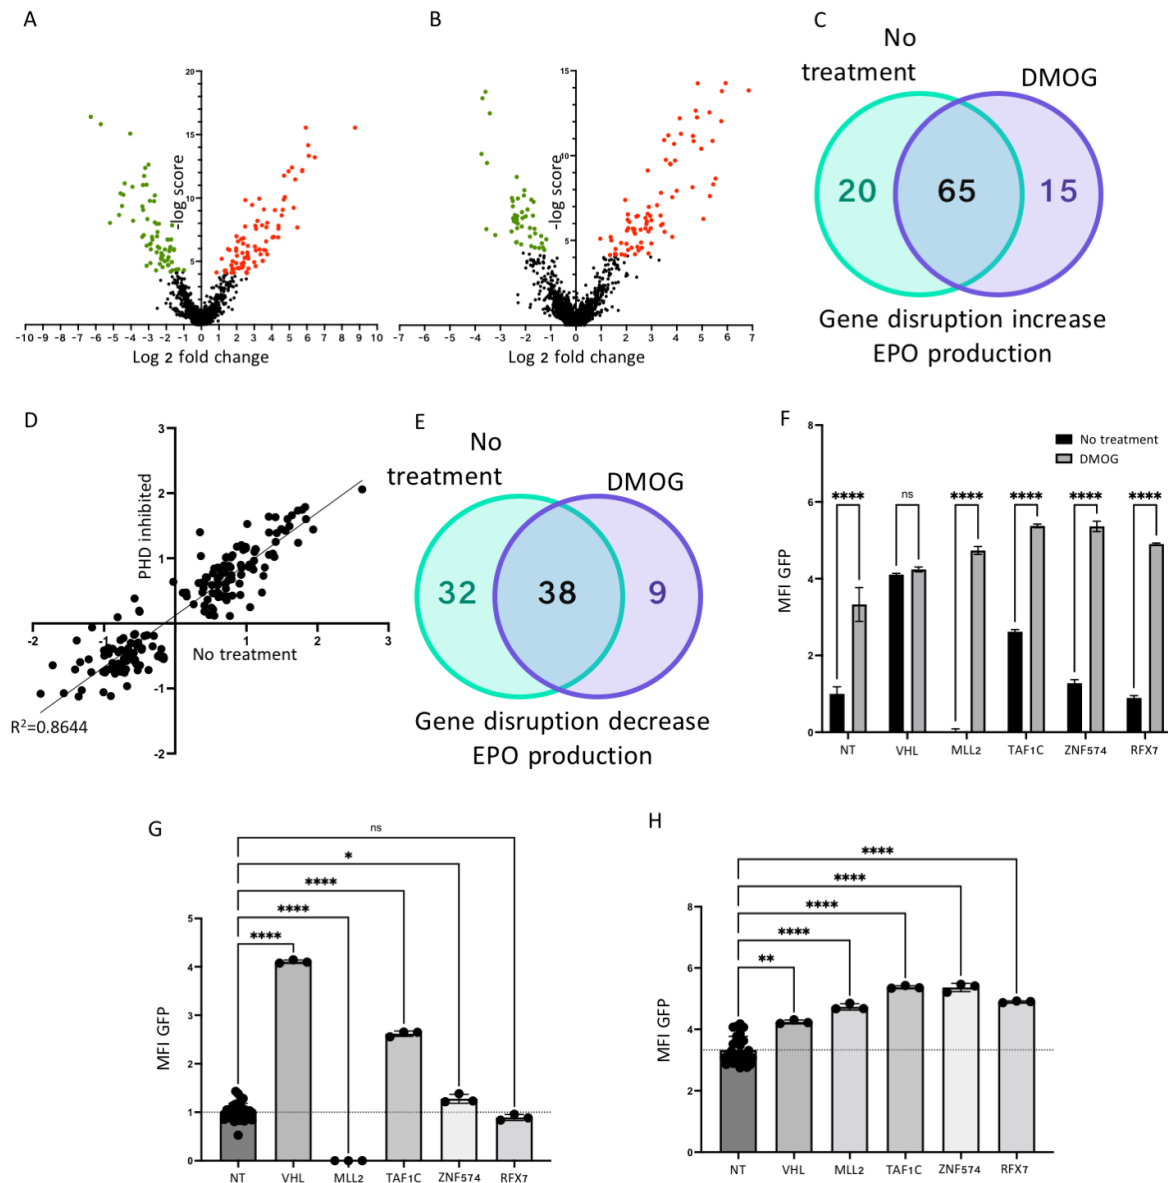 A
-log score
20
15
10
5
0
-10 -9 -8 -7 -6 -5 -4 -3 -2 -1 0 1 2 3 4 5 6 7 8 9 10
Log 2 fold change
B
-log score
15
10
5
0
-7 -6 -5 -4 -3 -2 -1 0 1 2 3 4 5 6 7
Log 2 fold change
C
No
treatment
DMOG
20
65
15
Gene disruption increase
EPO production
D
PHD inhibited
3
2
1
-1
-2
-2 -1 0 1 2 3
No treatment
R²=0.8644
E
No
treatment
DMOG
32
38
9
Gene disruption decrease
EPO production
F
No treatment
DMOG
MFI GFP
8
6
4
2
0
**** ns **** **** **** ****
NT VHL MLL2 TAF1C ZNF574 RFX7
G
ns
*
****
****
****
MFI GFP
5
4
3
2
1
0
NT VHL MLL2 TAF1C ZNF574 RFX7
H
****
****
****
****
**
MFI GFP
8
6
4
2
0
NT VHL MLL2 TAF1C ZNF574 RFX7